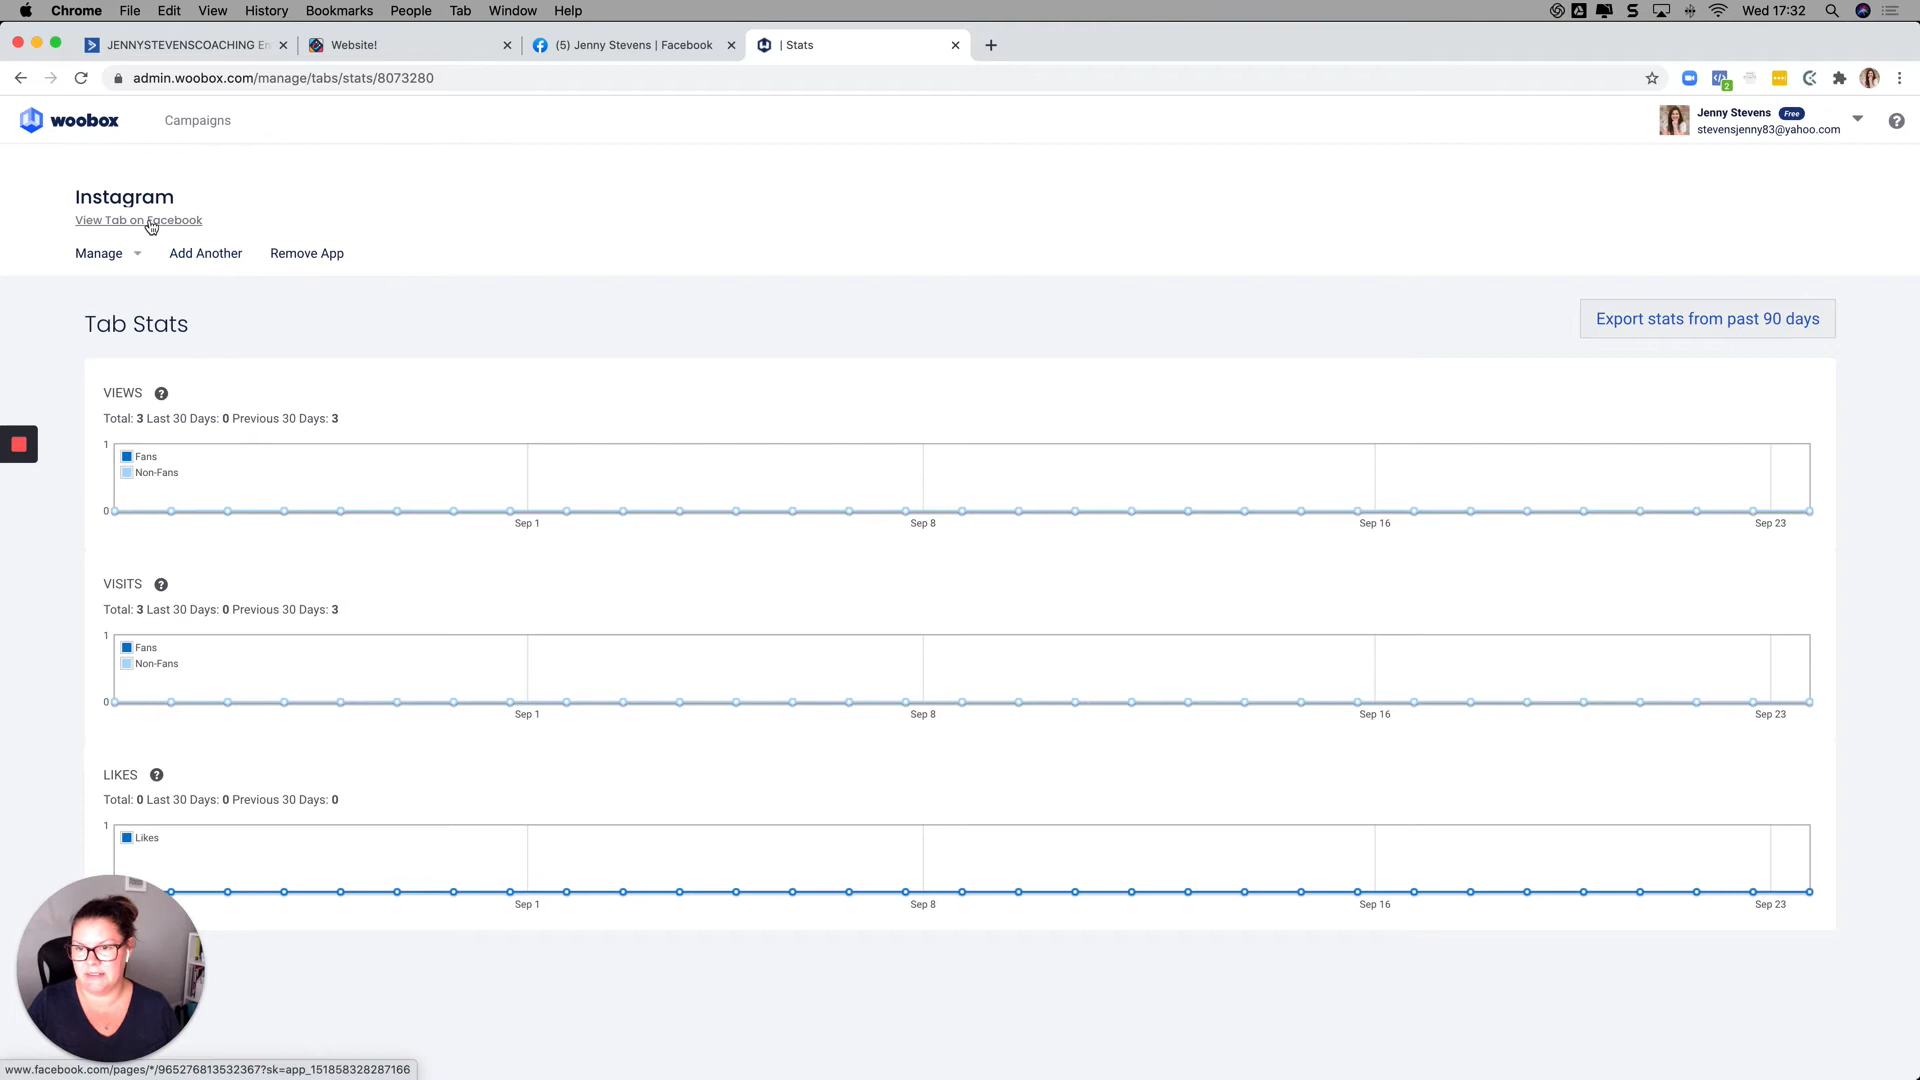 Chrome File Edit View History Bookmarks People Tab Window Help Wed 17:32
JENNYSTEVENSCOACHING En Website! (5) Jenny Stevens | Facebook | Stats
admin.woobox.com/manage/tabs/stats/8073280
2
woobox Campaigns Jenny Stevens Free
stevensjenny83@yahoo.com
Instagram
View Tab on Facebook
Manage Add Another Remove App
Tab Stats Export stats from past 90 days
VIEWS
Total: 3 Last 30 Days: 0 Previous 30 Days: 3
1
Fans
Non-Fans
0
Sep 1 Sep 8 Sep 16 Sep 23
VISITS
Total: 3 Last 30 Days: 0 Previous 30 Days: 3
1
Fans
Non-Fans
0
Sep 1 Sep 8 Sep 16 Sep 23
LIKES
Total: 0 Last 30 Days: 0 Previous 30 Days: 0
1
Likes
Sep 1 Sep 8 Sep 16 Sep 23
www.facebook.com/pages/*/965276813532367?sk=app_151858328287166